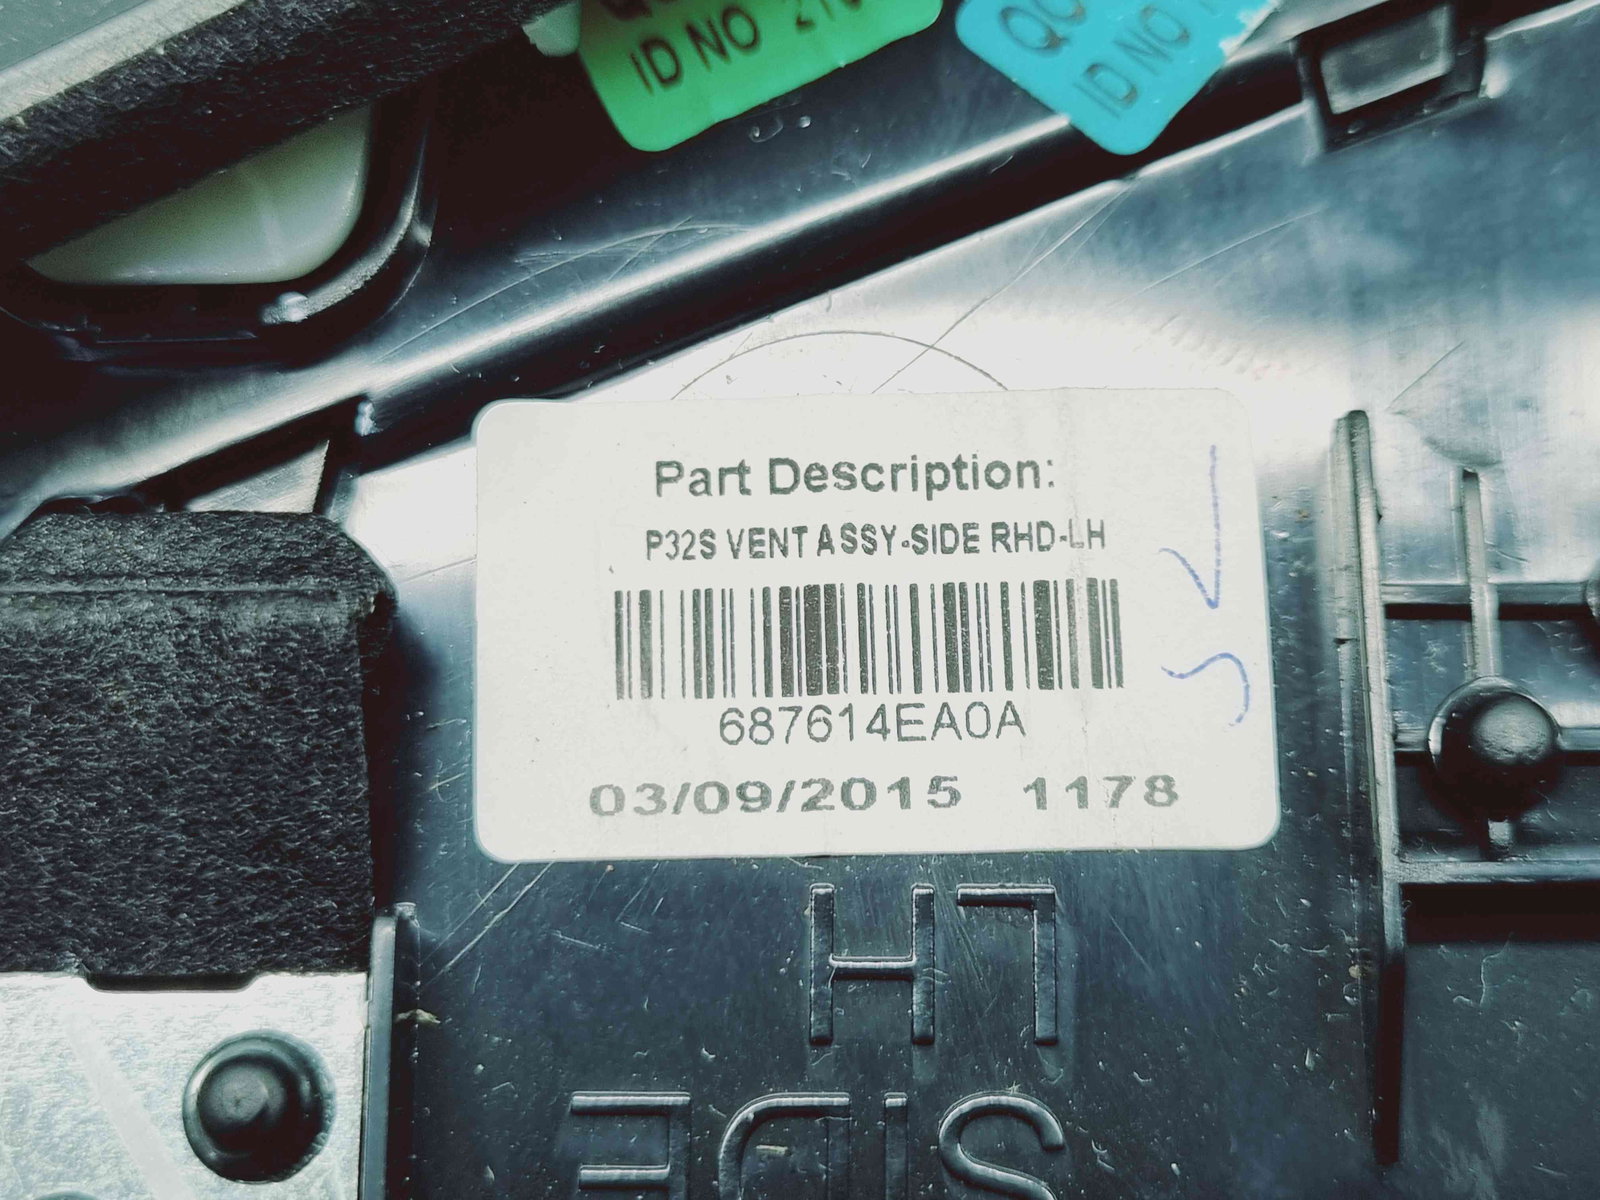 ID NO
ID NO
Part Description:
P32S VENT ASSY-SIDE RHD-LH
687614EA0A
03/09/2015 1178
LH
SIDE